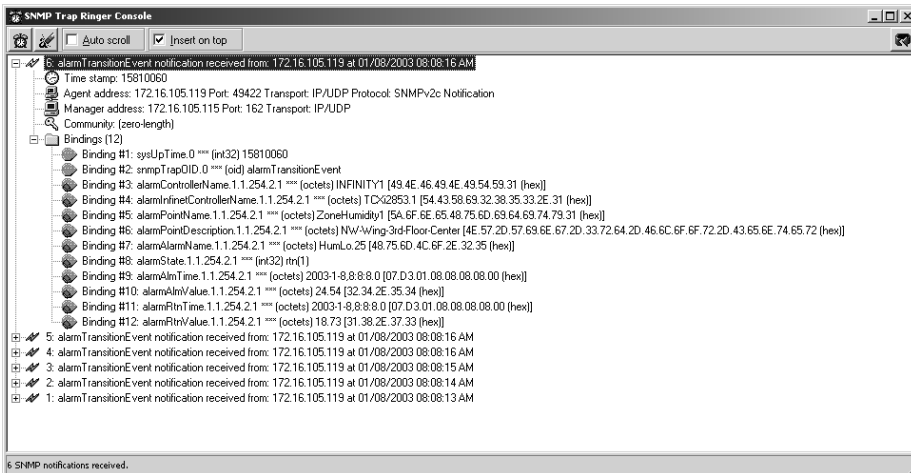 SNMP Trap Ringer Console
Auto scroll
Insert on top
6: alarmTransitionEvent notification received from: 172.16.105.119 at 01/08/2003 08:08:16 AM
Time stamp: 15810060
Agent address: 172.16.105.119 Port: 49422 Transport: IP/UDP Protocol: SNMPv2c Notification
Manager address: 172.16.105.115 Port: 162 Transport: IP/UDP
Community: (zero-length)
Bindings (12)
Binding #1: sysUpTime.0 *** (int32) 15810060
Binding #2: snmpTrapOID.0 *** (oid) alarmTransitionEvent
Binding #3: alarmControllerName.1.1.254.2.1 *** (octets) INFINITY1 [49.4E.46.49.4E.49.54.59.31 (hex)]
Binding #4: alarmInfinetControllerName.1.1.254.2.1 *** (octets) TCXi2853.1 [54.43.58.69.32.38.35.33.2E.31 (hex)]
Binding #5: alarmPointName.1.1.254.2.1 *** (octets) ZoneHumidity1 [5A.6F.6E.65.48.75.6D.69.64.69.74.79.31 (hex)]
Binding #6: alarmPointDescription.1.1.254.2.1 *** (octets) NW-Wing-3rd-Floor-Center [4E.57.2D.57.69.6E.67.2D.33.72.64.2D.46.6C.6F.6F.72.2D.43.65.6E.74.65.72 (hex)]
Binding #7: alarmAlarmName.1.1.254.2.1 *** (octets) HumLo.25 [48.75.6D.4C.6F.2E.32.35 (hex)]
Binding #8: alarmState.1.1.254.2.1 *** (int32) rtn(1)
Binding #9: alarmAlmTime.1.1.254.2.1 *** (octets) 2003-1-8,8:8:8.0 [07.D3.01.08.08.08.08.00 (hex)]
Binding #10: alarmAlmValue.1.1.254.2.1 *** (octets) 24.54 [32.34.2E.35.34 (hex)]
Binding #11: alarmRtnTime.1.1.254.2.1 *** (octets) 2003-1-8,8:8:8.0 [07.D3.01.08.08.08.08.00 (hex)]
Binding #12: alarmRtnValue.1.1.254.2.1 *** (octets) 18.73 [31.38.2E.37.33 (hex)]
5: alarmTransitionEvent notification received from: 172.16.105.119 at 01/08/2003 08:08:16 AM
4: alarmTransitionEvent notification received from: 172.16.105.119 at 01/08/2003 08:08:16 AM
3: alarmTransitionEvent notification received from: 172.16.105.119 at 01/08/2003 08:08:15 AM
2: alarmTransitionEvent notification received from: 172.16.105.119 at 01/08/2003 08:08:14 AM
1: alarmTransitionEvent notification received from: 172.16.105.119 at 01/08/2003 08:08:13 AM
6 SNMP notifications received.